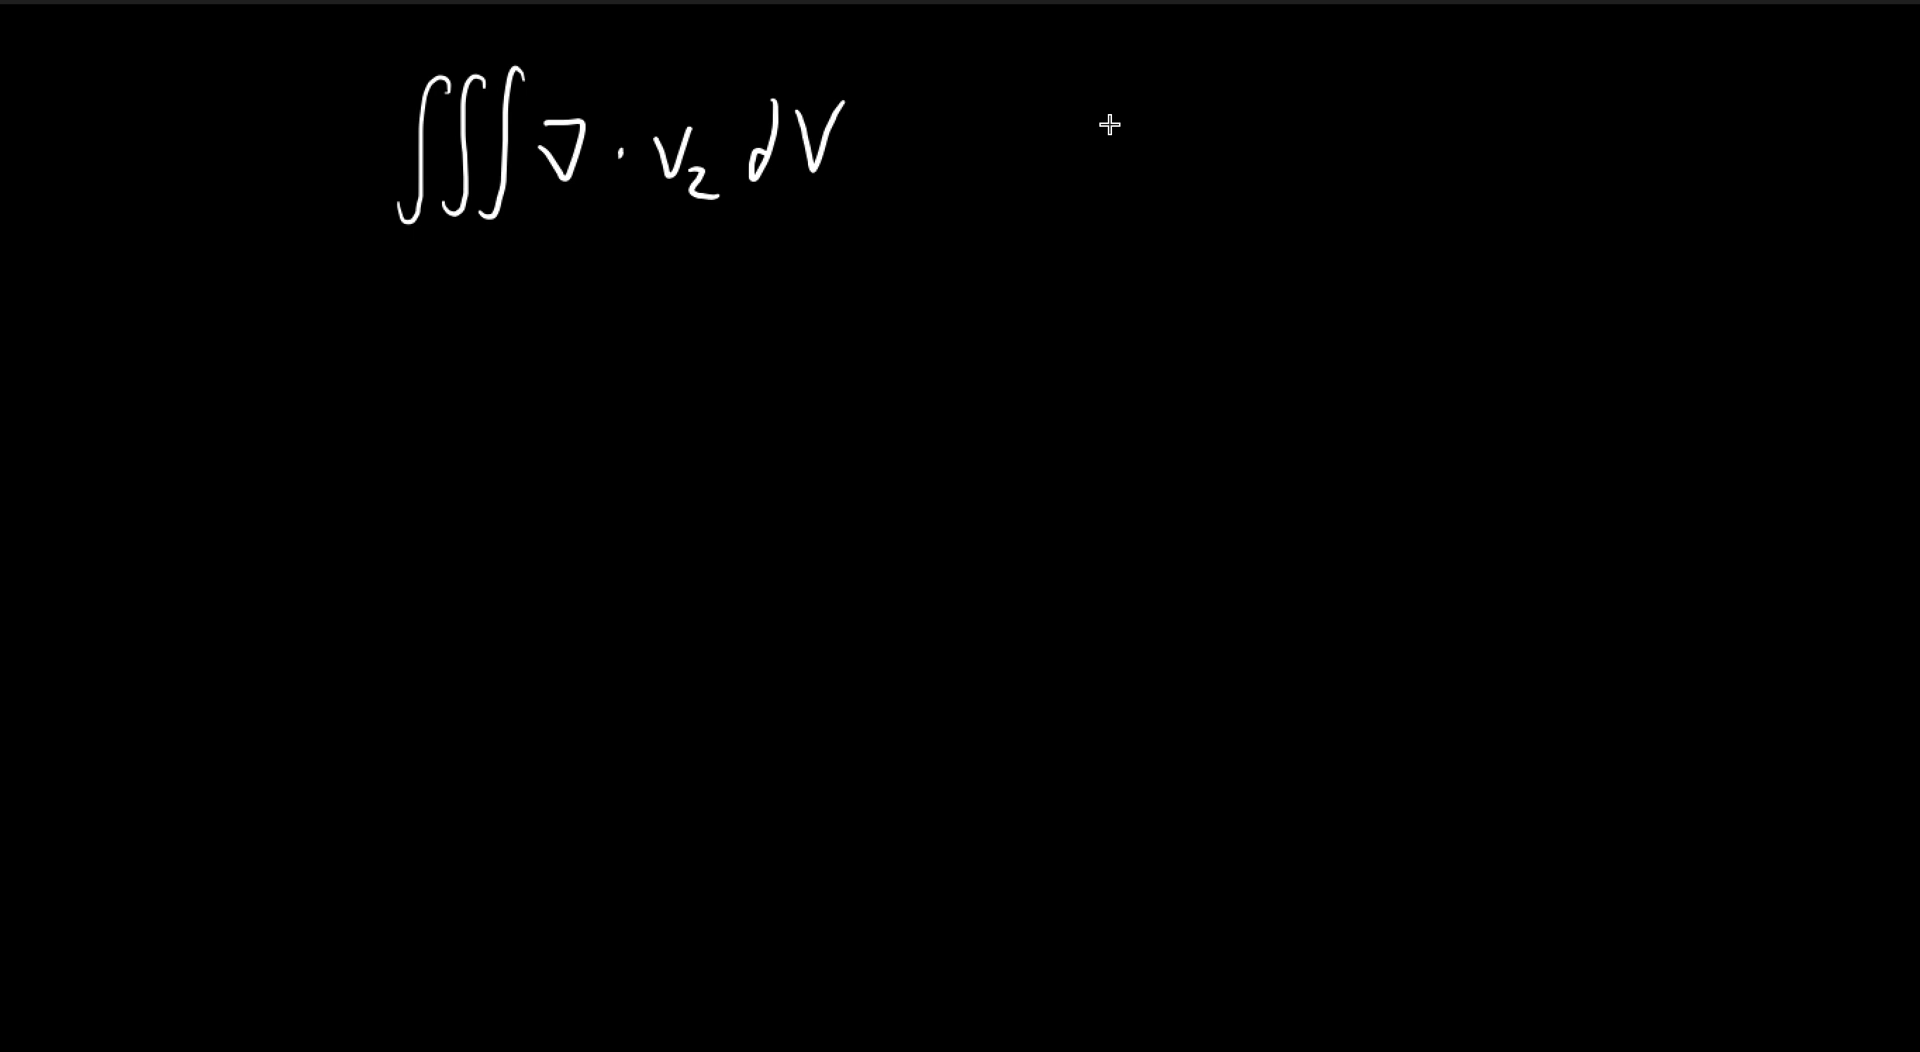 ∭ ∇ · v₂ dV